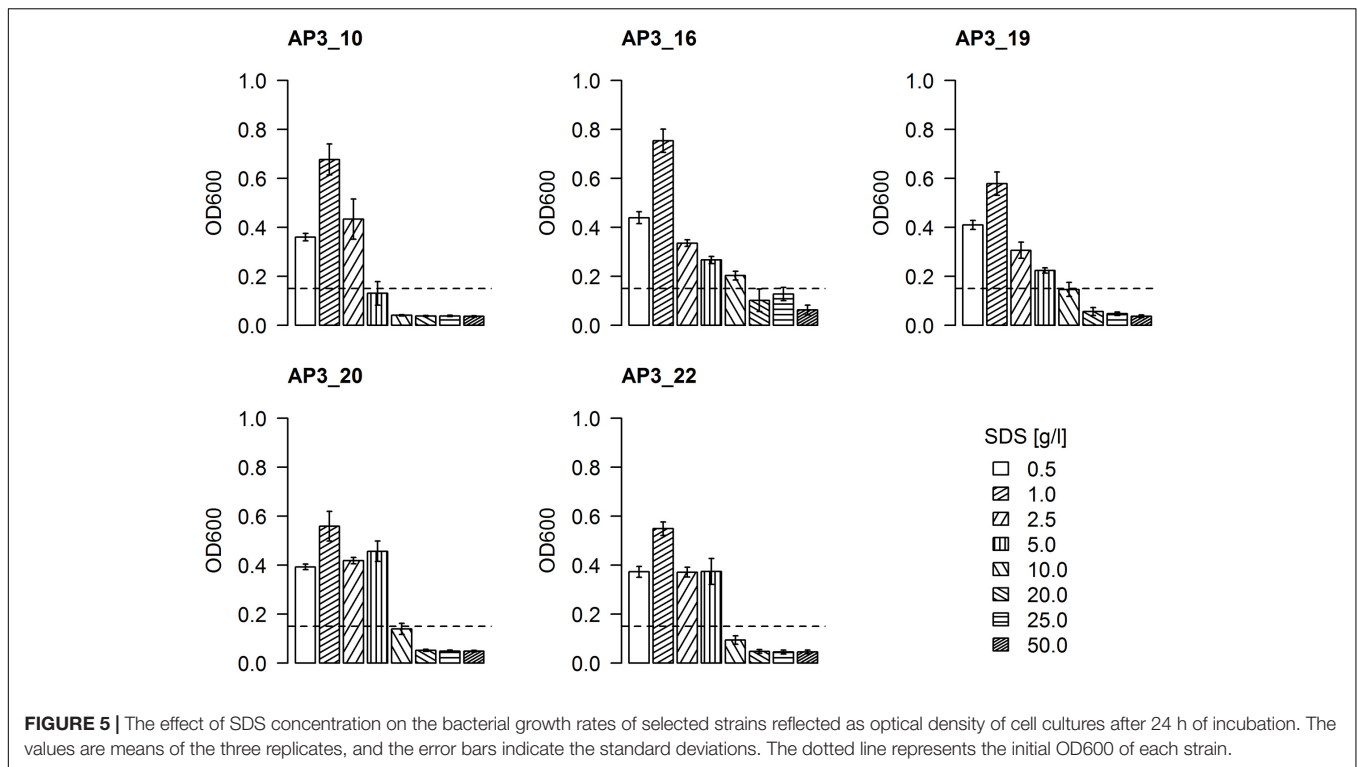 AP3_10
AP3_16
AP3_19
1.0
0.8
0.6
0.4
0.2
0.0
OD600
1.0
0.8
0.6
0.4
0.2
0.0
OD600
1.0
0.8
0.6
0.4
0.2
0.0
OD600
AP3_20
AP3_22
1.0
0.8
0.6
0.4
0.2
0.0
OD600
1.0
0.8
0.6
0.4
0.2
0.0
OD600
SDS [g/l]
0.5
1.0
2.5
5.0
10.0
20.0
25.0
50.0
FIGURE 5 | The effect of SDS concentration on the bacterial growth rates of selected strains reflected as optical density of cell cultures after 24 h of incubation. The
values are means of the three replicates, and the error bars indicate the standard deviations. The dotted line represents the initial OD600 of each strain.